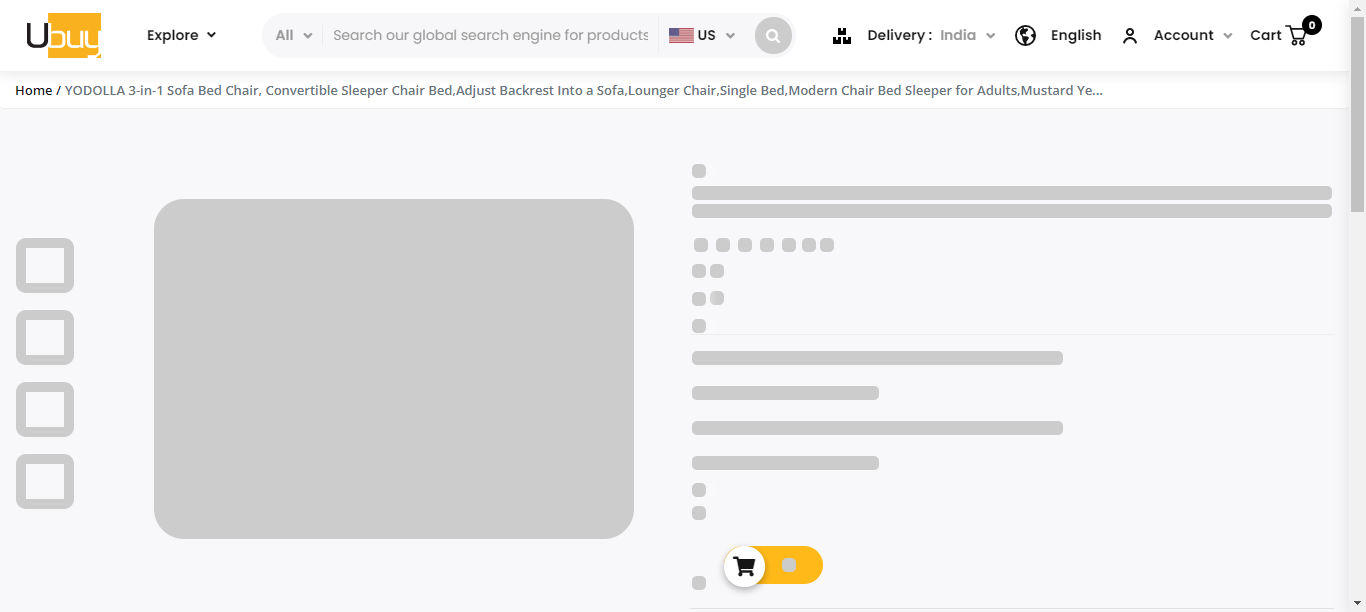 Ubuy Explore All Search our global search engine for products US Delivery : India English Account Cart 0
Home / YODOLLA 3-in-1 Sofa Bed Chair, Convertible Sleeper Chair Bed,Adjust Backrest Into a Sofa,Lounger Chair,Single Bed,Modern Chair Bed Sleeper for Adults,Mustard Ye...